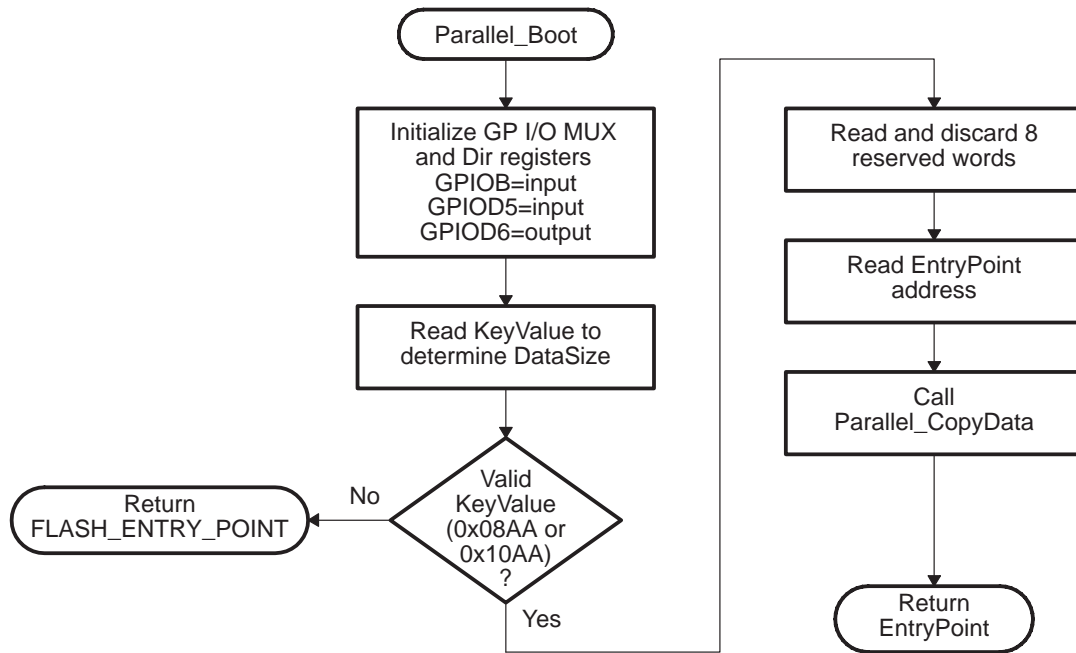 Parallel_Boot
Initialize GP I/O MUX
and Dir registers
GPIOB=input
GPIOD5=input
GPIOD6=output
Read KeyValue to
determine DataSize
Valid
KeyValue
(0x08AA or
0x10AA)
?
No
Return
FLASH_ENTRY_POINT
Yes
Read and discard 8
reserved words
Read EntryPoint
address
Call
Parallel_CopyData
Return
EntryPoint